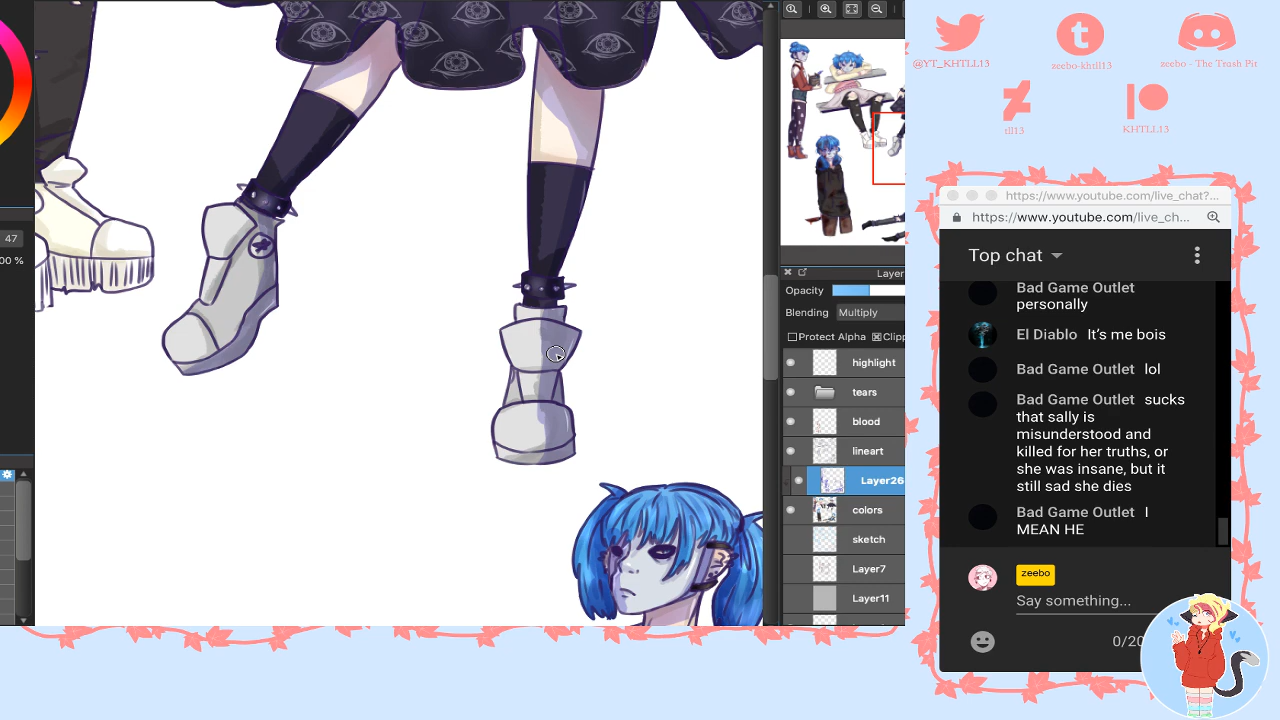 @YT_KHTLL13
zeebo-khtll13
zeebo - The Trash Pit
tll13
KHTLL13
47
00 %
Layer
Opacity
Blending Multiply
Protect Alpha Clipp
highlight
tears
blood
lineart
Layer26
colors
sketch
Layer7
Layer11
https://www.youtube.com/live_chat?...
https://www.youtube.com/live_ch...
Top chat
Bad Game Outlet
personally
El Diablo It's me bois
Bad Game Outlet lol
Bad Game Outlet sucks
that sally is
misunderstood and
killed for her truths, or
she was insane, but it
still sad she dies
Bad Game Outlet I
MEAN HE
zeebo
Say something...
0/20